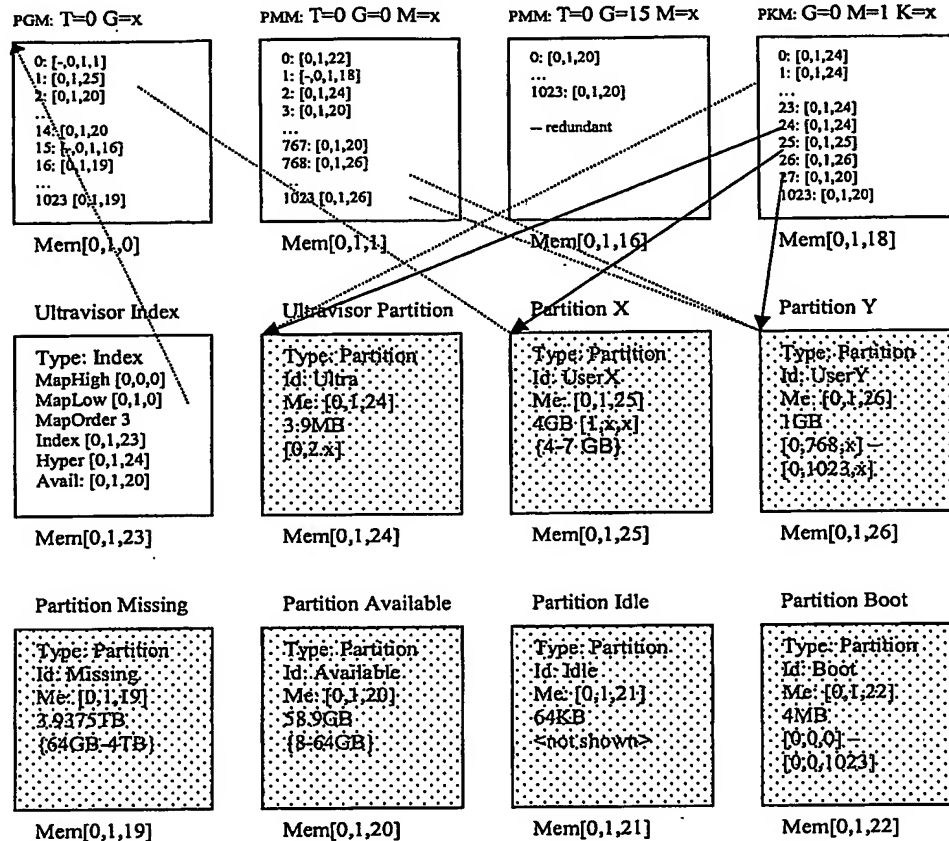 PGM: T=0 G=x
0: [-,0,1,1]
1: [0,1,25]
2: [0,1,20]
...
14: [0,1,20
15: [-,0,1,16]
16: [0,1,19]
...
1023 [0,1,19]
Mem[0,1,0]
PMM: T=0 G=0 M=x
0: [0,1,22]
1: [-,0,1,18]
2: [0,1,24]
3: [0,1,20]
...
767: [0,1,20]
768: [0,1,26]
...
1023 [0,1,26]
Mem[0,1,1]
PMM: T=0 G=15 M=x
0: [0,1,20]
...
1023: [0,1,20]
– redundant
Mem[0,1,16]
PKM: G=0 M=1 K=x
0: [0,1,24]
1: [0,1,24]
...
23: [0,1,24]
24: [0,1,24]
25: [0,1,25]
26: [0,1,26]
27: [0,1,20]
1023: [0,1,20]
Mem[0,1,18]
Ultravisor Index
Type: Index
MapHigh [0,0,0]
MapLow [0,1,0]
MapOrder 3
Index [0,1,23]
Hyper [0,1,24]
Avail: [0,1,20]
Mem[0,1,23]
Ultravisor Partition
Type: Partition
Id: Ultra
Me: [0,1,24]
3.9MB
[0,2,x]
Mem[0,1,24]
Partition X
Type: Partition
Id: UserX
Me: [0,1,25]
4GB [1,x,x]
{4-7 GB}
Mem[0,1,25]
Partition Y
Type: Partition
Id: UserY
Me: [0,1,26]
1GB
[0,768,x] –
[0,1023,x]
Mem[0,1,26]
Partition Missing
Type: Partition
Id: Missing
Me: [0,1,19]
3.9375TB
{64GB-4TB}
Mem[0,1,19]
Partition Available
Type: Partition
Id: Available
Me: [0,1,20]
58.9GB
{8-64GB}
Mem[0,1,20]
Partition Idle
Type: Partition
Id: Idle
Me: [0,1,21]
64KB
<not shown>
Mem[0,1,21]
Partition Boot
Type: Partition
Id: Boot
Me: [0,1,22]
4MB
[0,0,0] –
[0,0,1023]
Mem[0,1,22]